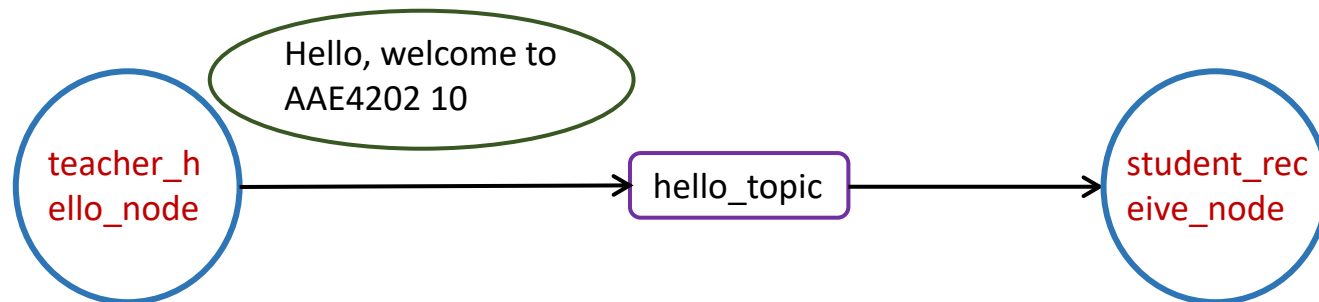 Hello, welcome to
AAE4202 10
teacher_h
ello_node
hello_topic
student_rec
eive_node